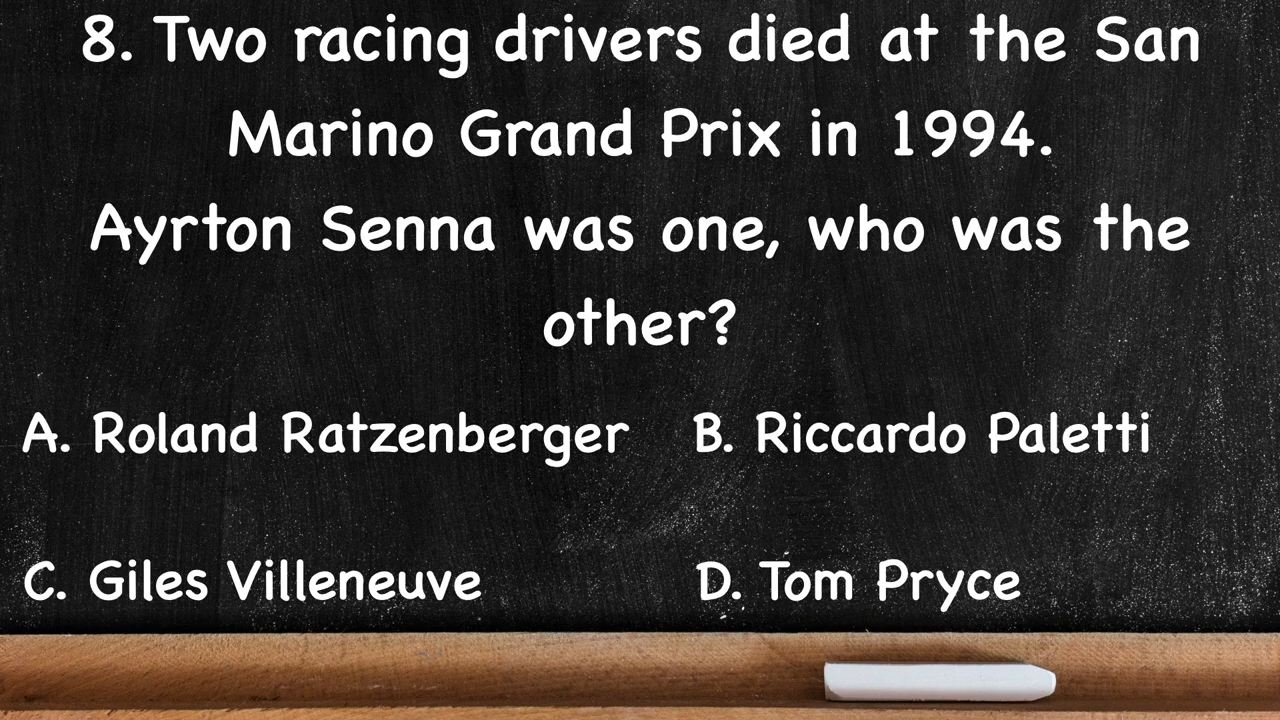 8. Two racing drivers died at the San
Marino Grand Prix in 1994.
Ayrton Senna was one, who was the
other?
A. Roland Ratzenberger B. Riccardo Paletti
C. Giles Villeneuve D. Tom Pryce